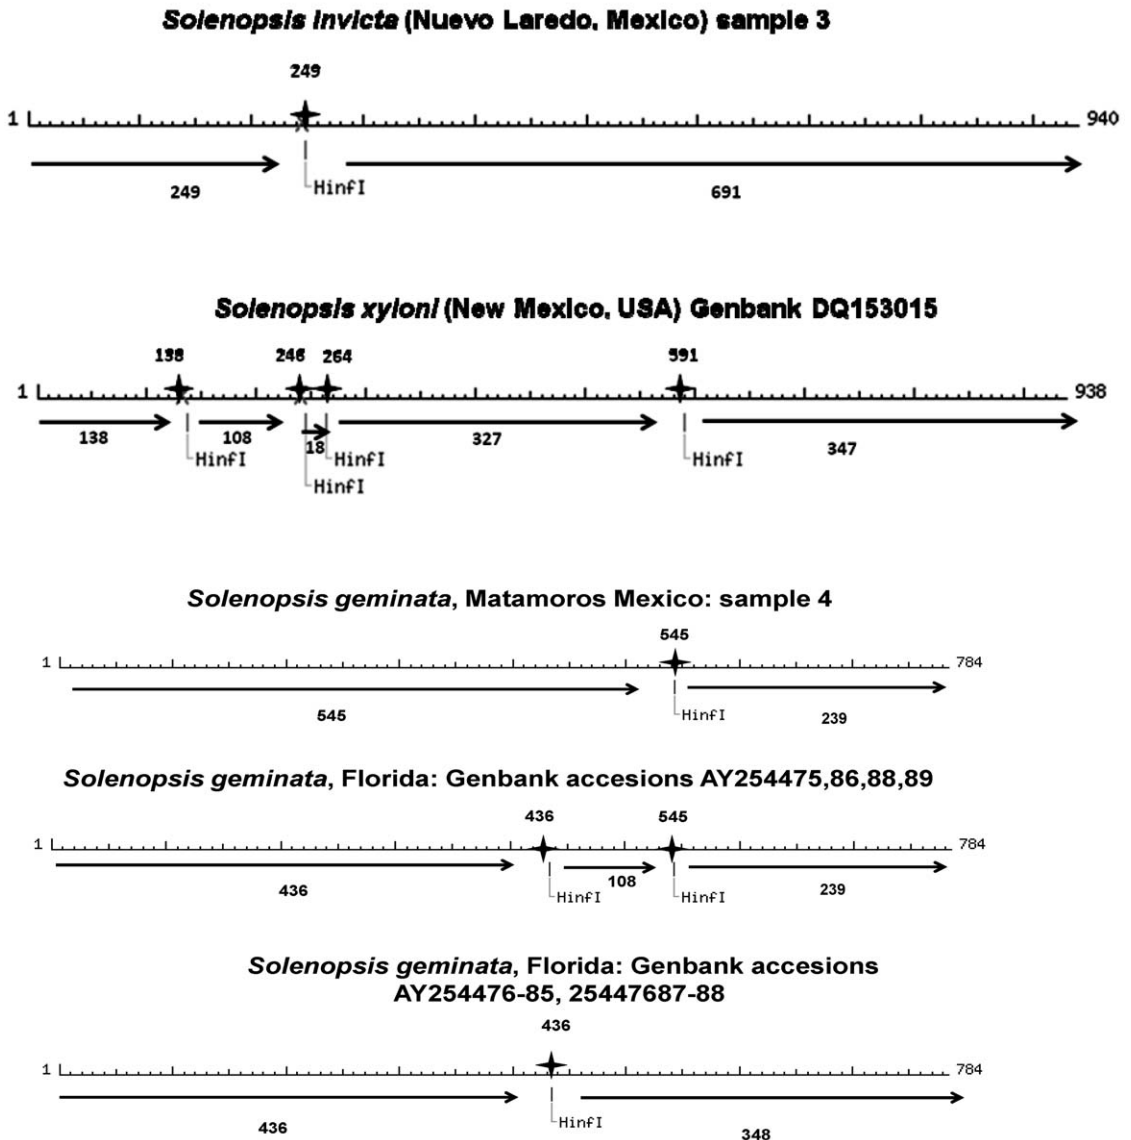 Solenopsis invicta (Nuevo Laredo, Mexico) sample 3
249
1 940
HinfI
249 691
Solenopsis xyloni (New Mexico, USA) Genbank DQ153015
138 246 264 591
1 938
138 108 18 327 347
HinfI HinfI HinfI
HinfI
Solenopsis geminata, Matamoros Mexico: sample 4
545
1 784
HinfI
545 239
Solenopsis geminata, Florida: Genbank accesions AY254475,86,88,89
436 545
1 784
436 108 239
HinfI HinfI
Solenopsis geminata, Florida: Genbank accesions
AY254476-85, 25447687-88
436
1 784
HinfI
436 348